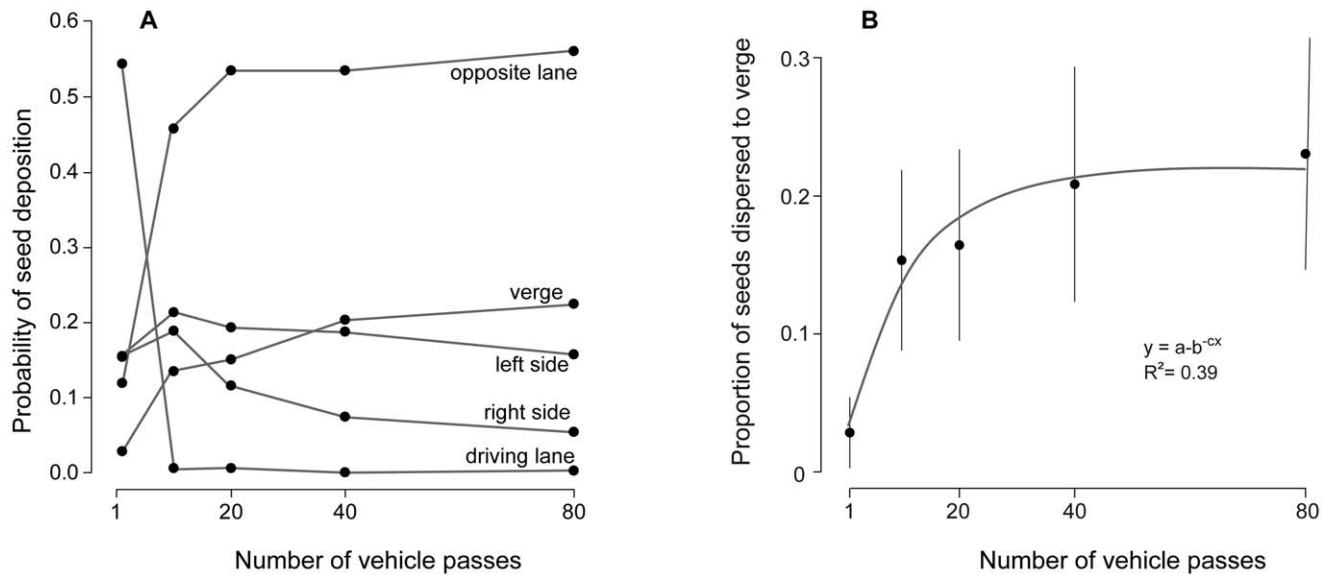 A
Probability of seed deposition
0.6
0.5
0.4
0.3
0.2
0.1
0.0
opposite lane
verge
left side
right side
driving lane
1 20 40 80
Number of vehicle passes
B
Proportion of seeds dispersed to verge
0.3
0.2
0.1
0
y = a-b⁻ᶜˣ
R²= 0.39
1 20 40 80
Number of vehicle passes